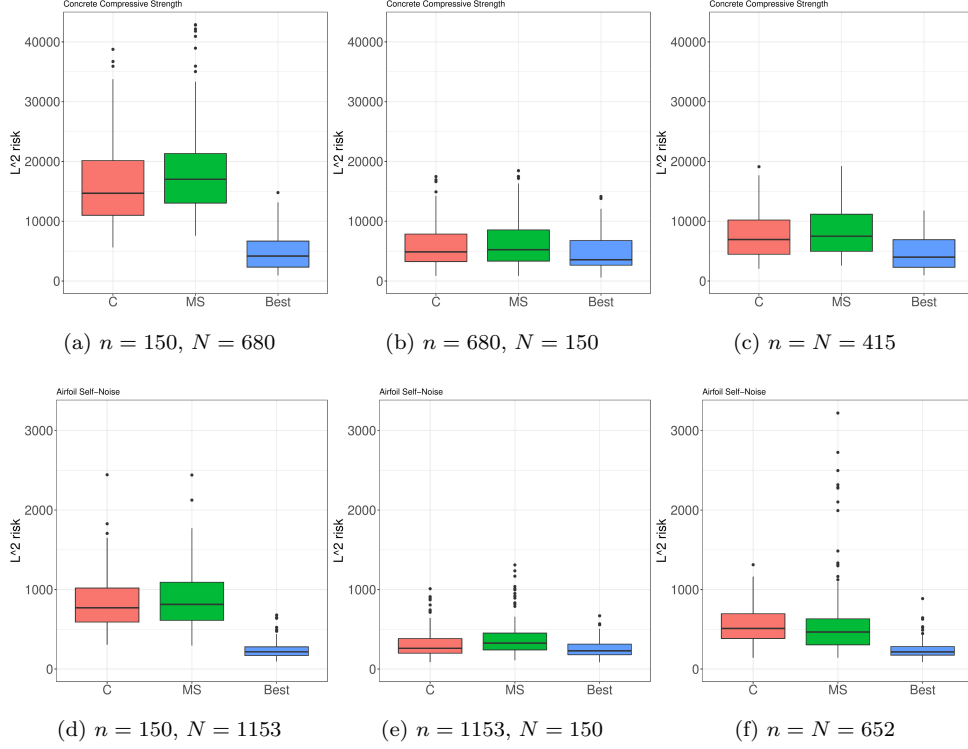 Concrete Compressive Strength
40000
30000
20000
10000
0
L^2 risk
C MS Best
(a) n = 150, N = 680
Concrete Compressive Strength
40000
30000
20000
10000
0
L^2 risk
C MS Best
(b) n = 680, N = 150
Concrete Compressive Strength
40000
30000
20000
10000
0
L^2 risk
C MS Best
(c) n = N = 415
Airfoil Self−Noise
3000
2000
1000
0
L^2 risk
C MS Best
(d) n = 150, N = 1153
Airfoil Self−Noise
3000
2000
1000
0
L^2 risk
C MS Best
(e) n = 1153, N = 150
Airfoil Self−Noise
3000
2000
1000
0
L^2 risk
C MS Best
(f) n = N = 652